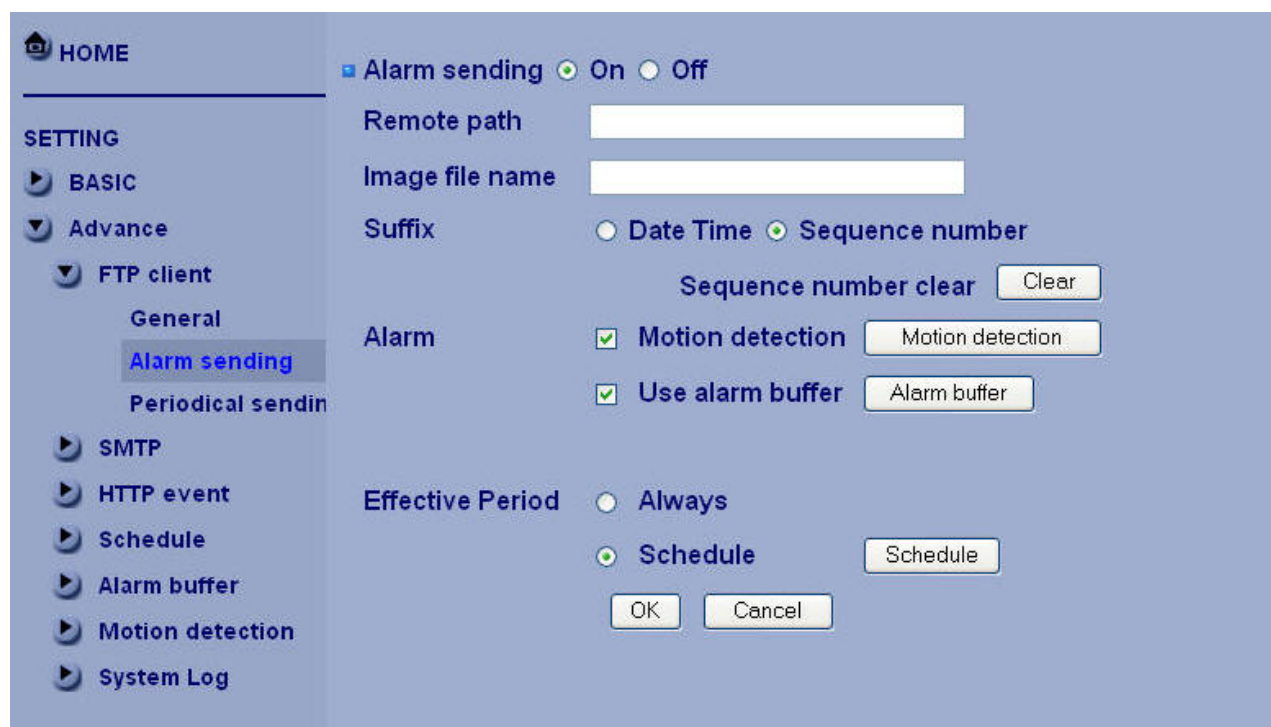 HOME
SETTING
BASIC
Advance
FTP client
General
Alarm sending
Periodical sendin
SMTP
HTTP event
Schedule
Alarm buffer
Motion detection
System Log
Alarm sending On Off
Remote path
Image file name
Suffix Date Time Sequence number
Sequence number clear Clear
Alarm Motion detection Motion detection
Use alarm buffer Alarm buffer
Effective Period Always
Schedule Schedule
OK Cancel